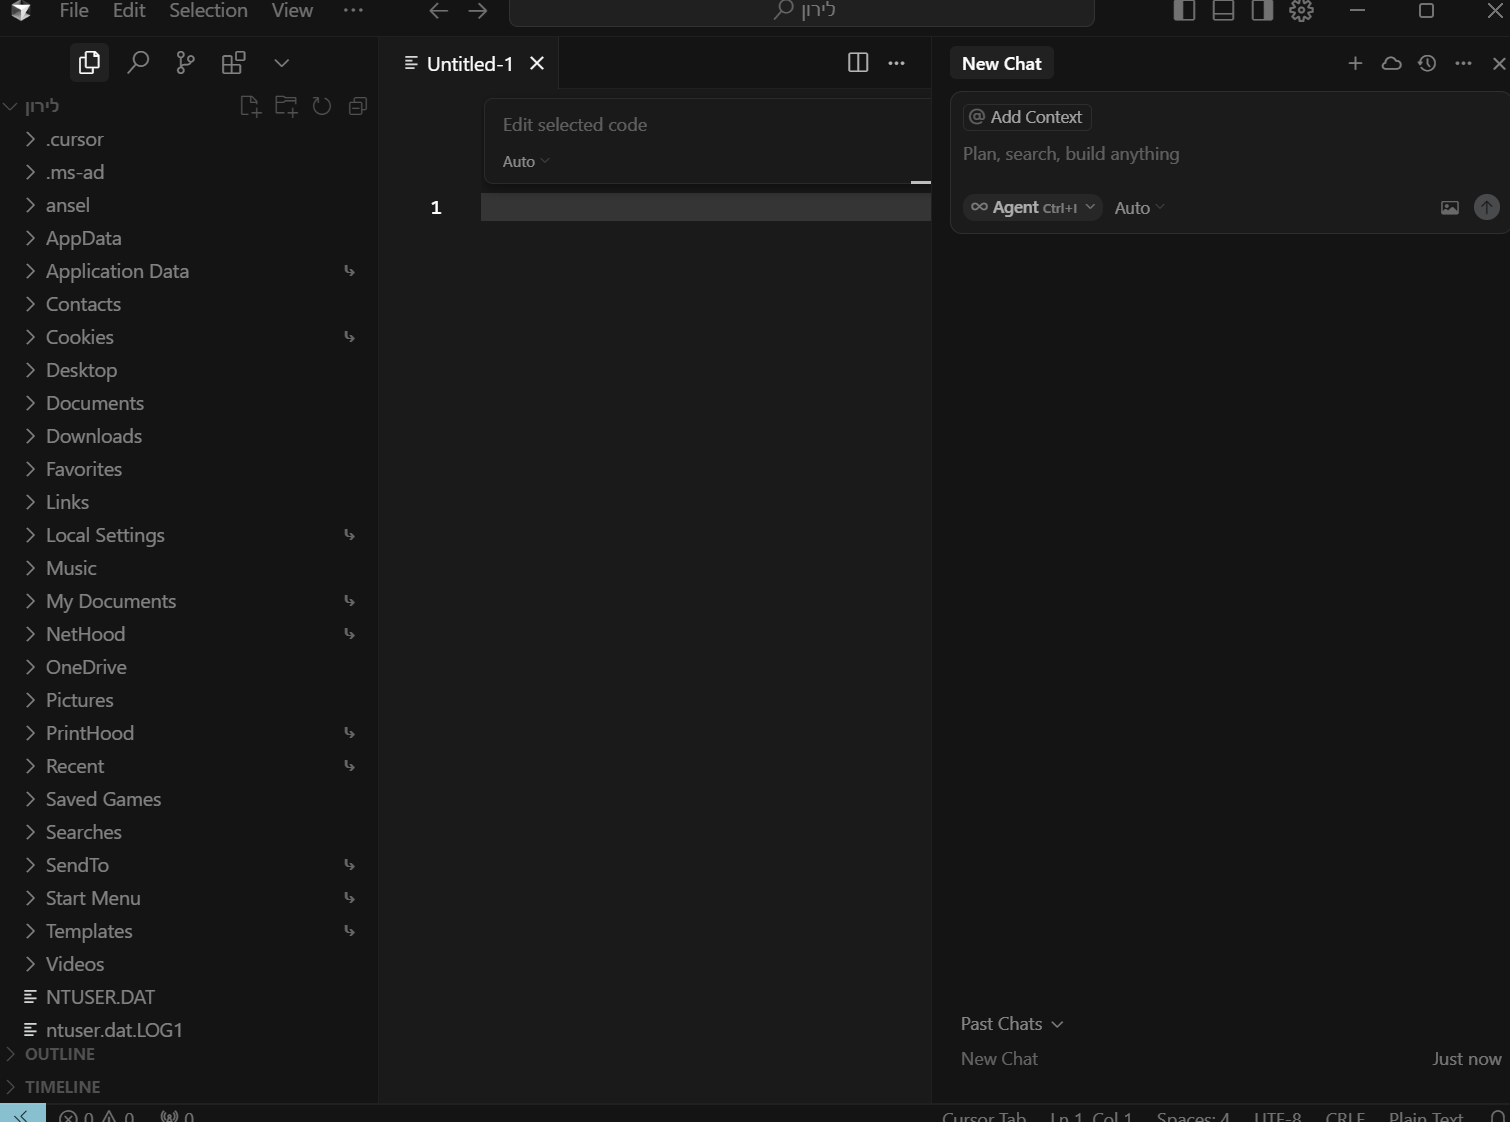 File Edit Selection View ···
לירון
Untitled-1
New Chat
לירון
Edit selected code
Auto
1
@ Add Context
Plan, search, build anything
Agent Ctrl+I
Auto
.cursor
.ms-ad
ansel
AppData
Application Data
Contacts
Cookies
Desktop
Documents
Downloads
Favorites
Links
Local Settings
Music
My Documents
NetHood
OneDrive
Pictures
PrintHood
Recent
Saved Games
Searches
SendTo
Start Menu
Templates
Videos
NTUSER.DAT
ntuser.dat.LOG1
OUTLINE
TIMELINE
Past Chats
New Chat Just now
0 0 0
Cursor Tab Ln 1, Col 1 Spaces: 4 UTF-8 CRLF Plain Text